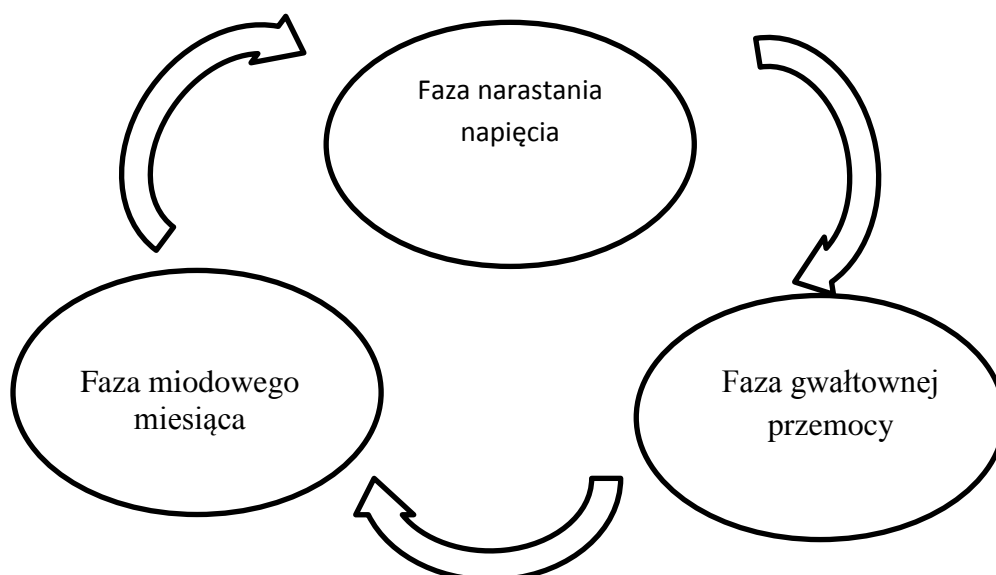 Faza narastania
napięcia
Faza miodowego
miesiąca
Faza gwałtownej
przemocy